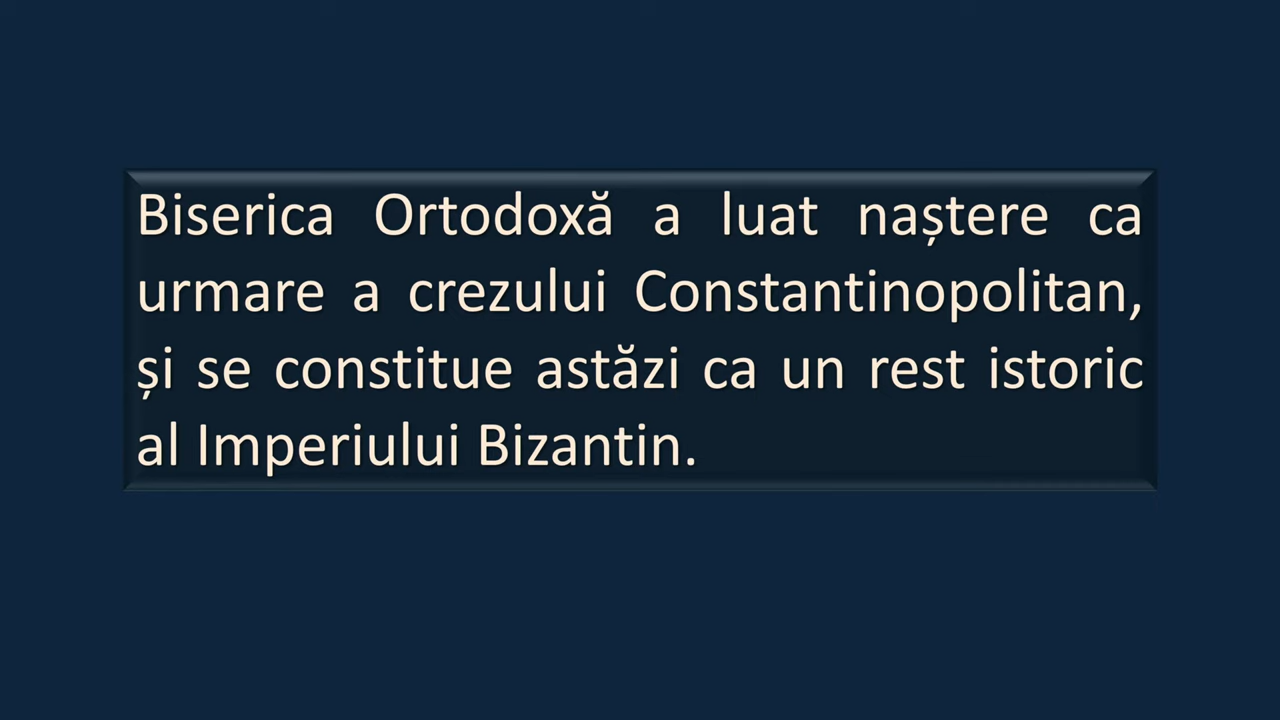 Biserica Ortodoxă a luat naștere ca
urmare a crezului Constantinopolitan,
și se constitue astăzi ca un rest istoric
al Imperiului Bizantin.